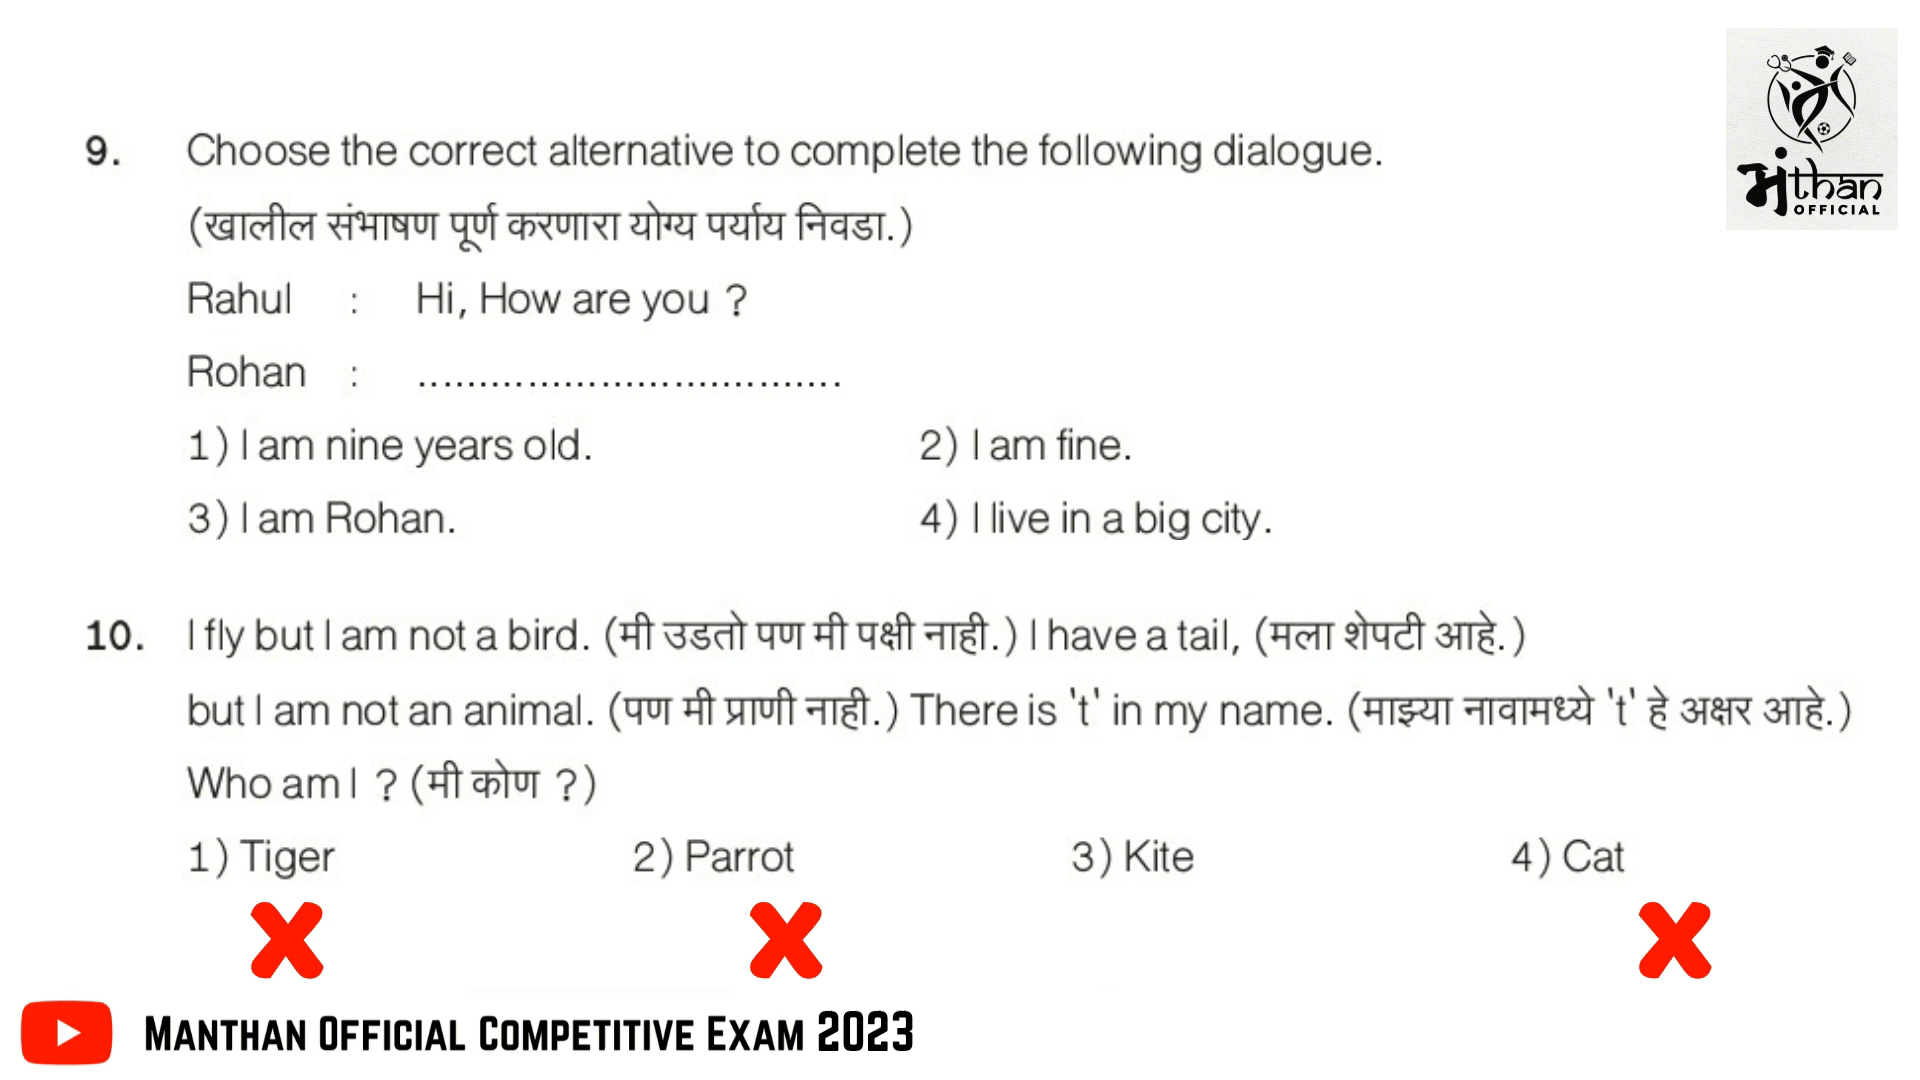 मंthan
OFFICIAL
9. Choose the correct alternative to complete the following dialogue.
(खालील संभाषण पूर्ण करणारा योग्य पर्याय निवडा.)
Rahul : Hi, How are you ?
Rohan : ...................................
1) I am nine years old. 2) I am fine.
3) I am Rohan. 4) I live in a big city.
10. I fly but I am not a bird. (मी उडतो पण मी पक्षी नाही.) I have a tail, (मला शेपटी आहे.)
but I am not an animal. (पण मी प्राणी नाही.) There is 't' in my name. (माझ्या नावामध्ये 't' हे अक्षर आहे.)
Who am I ? (मी कोण ?)
1) Tiger 2) Parrot 3) Kite 4) Cat
MANTHAN OFFICIAL COMPETITIVE EXAM 2023